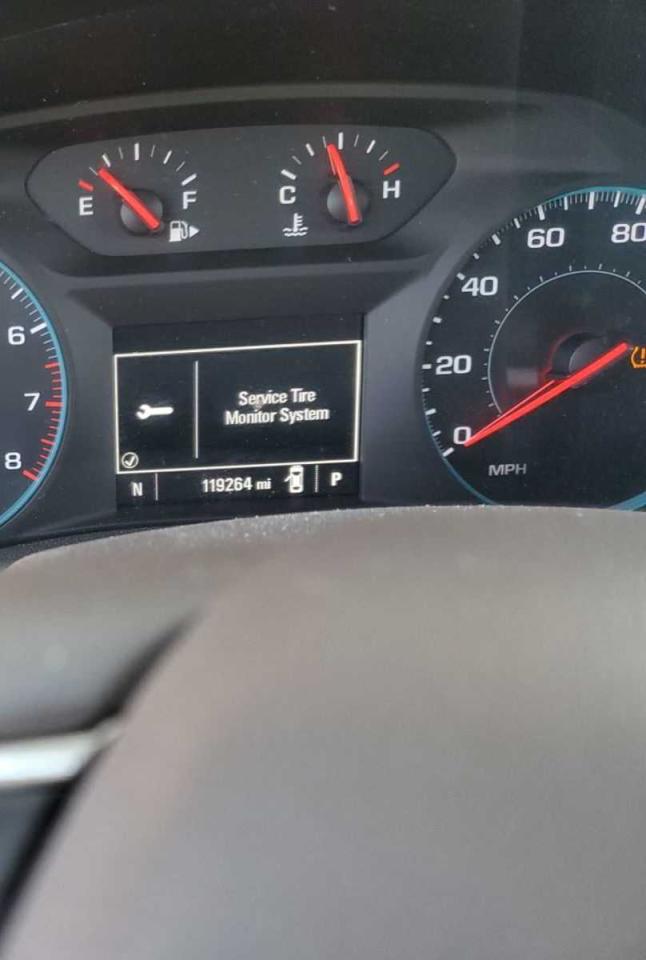 E F
C H
6
7
8
0
20
40
60
80
MPH
Service Tire
Monitor System
N 119264 mi P